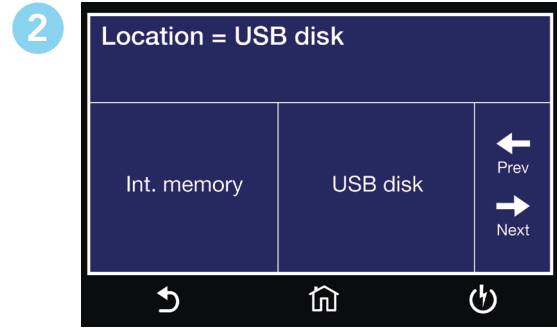 2
Location = USB disk
Int. memory
USB disk
Prev
Next